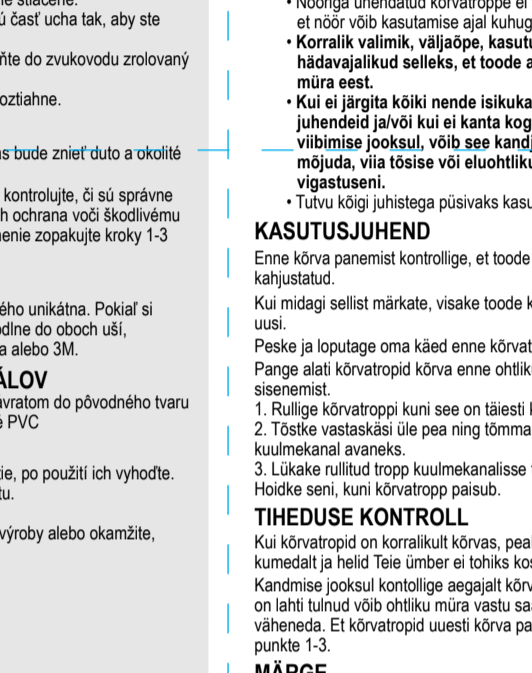 ú časť ucha tak, aby ste
ňte do zvukovodu zrolovaný
oztiahne.
bude znieť duto a okolité
kontrolujte, či sú správne
h ochrana voči škodlivému
enie zopakujte kroky 1-3
ého unikátna. Pokiaľ si
odlne do oboch uší,
a alebo 3M.
ÁLOV
ávratom do pôvodného tvaru
PVC
ie, po použití ich vyhoďte.
tu.
výroby alebo okamžite,
• Nööriga ühendatud kõrvatroppe ei
et nöör võib kasutamise ajal kuhug
• Korralik valimik, väljaõpe, kasutu
hädavajalikud selleks, et toode a
müra eest.
• Kui ei järgita kõiki nende isikuka
juhendeid ja/või kui ei kanta kog
viibimise jooksul, võib see kandj
mõjuda, viia tõsise või eluohtliku
vigastuseni.
• Tutvu kõigi juhistega püsivaks kasu
KASUTUSJUHEND
Enne kõrva panemist kontrollige, et toode
kahjustatud.
Kui midagi sellist märkate, visake toode k
uusi.
Peske ja loputage oma käed enne kõrvat
Pange alati kõrvatropid kõrva enne ohtlik
sisenemist.
1. Rullige kõrvatroppi kuni see on täiesti k
2. Tõstke vastaskäsi üle pea ning tõmma
kuulmekanal avaneks.
3. Lükake rullitud tropp kuulmekanalisse
Hoidke seni, kuni kõrvatropp paisub.
TIHEDUSE KONTROLL
Kui kõrvatropid on korralikult kõrvas, pea
kumedalt ja helid Teie ümber ei tohiks kos
Kandmise jooksul kontollige aegajalt kõrv
on lahti tulnud võib ohtliku müra vastu sa
väheneda. Et kõrvatropid uuesti kõrva pa
punkte 1-3.
MÄRGE